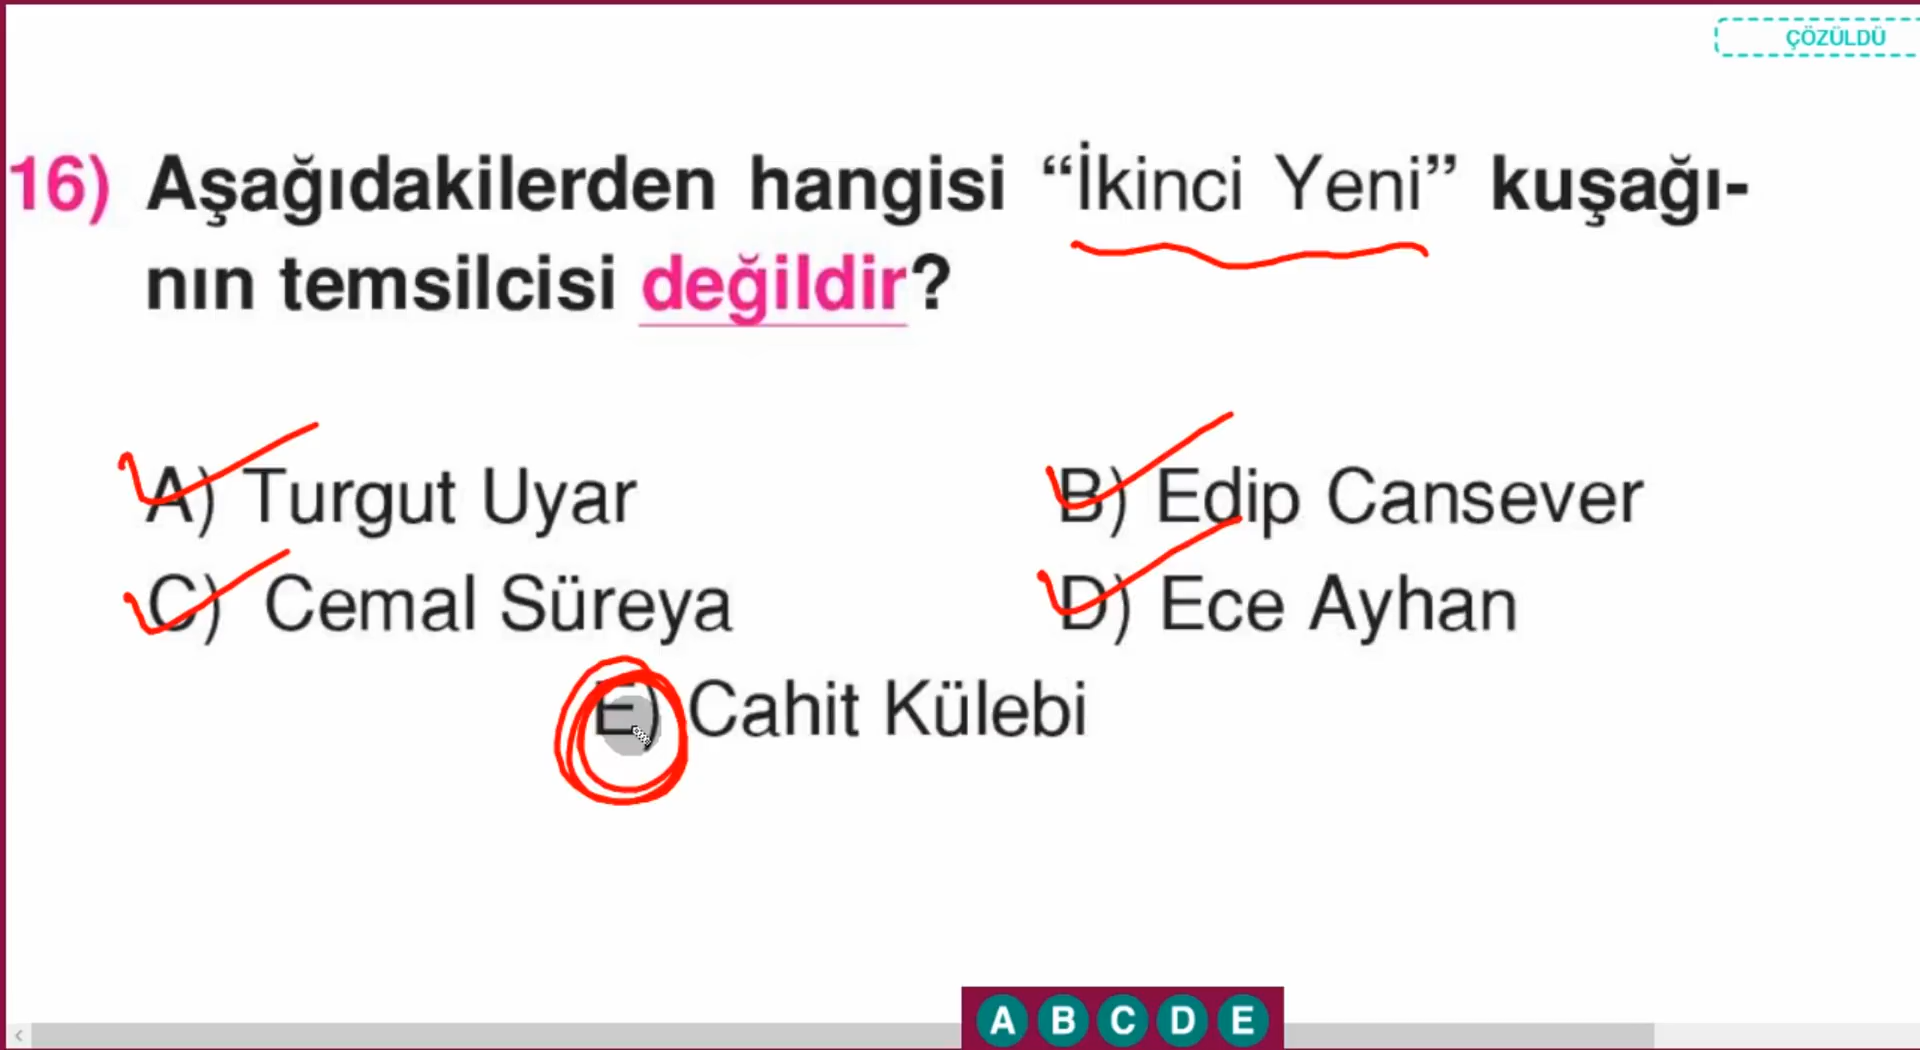 ÇÖZÜLDÜ
16) Aşağıdakilerden hangisi “İkinci Yeni” kuşağı-
nın temsilcisi değildir?
A) Turgut Uyar B) Edip Cansever
C) Cemal Süreya D) Ece Ayhan
E) Cahit Külebi
A B C D E